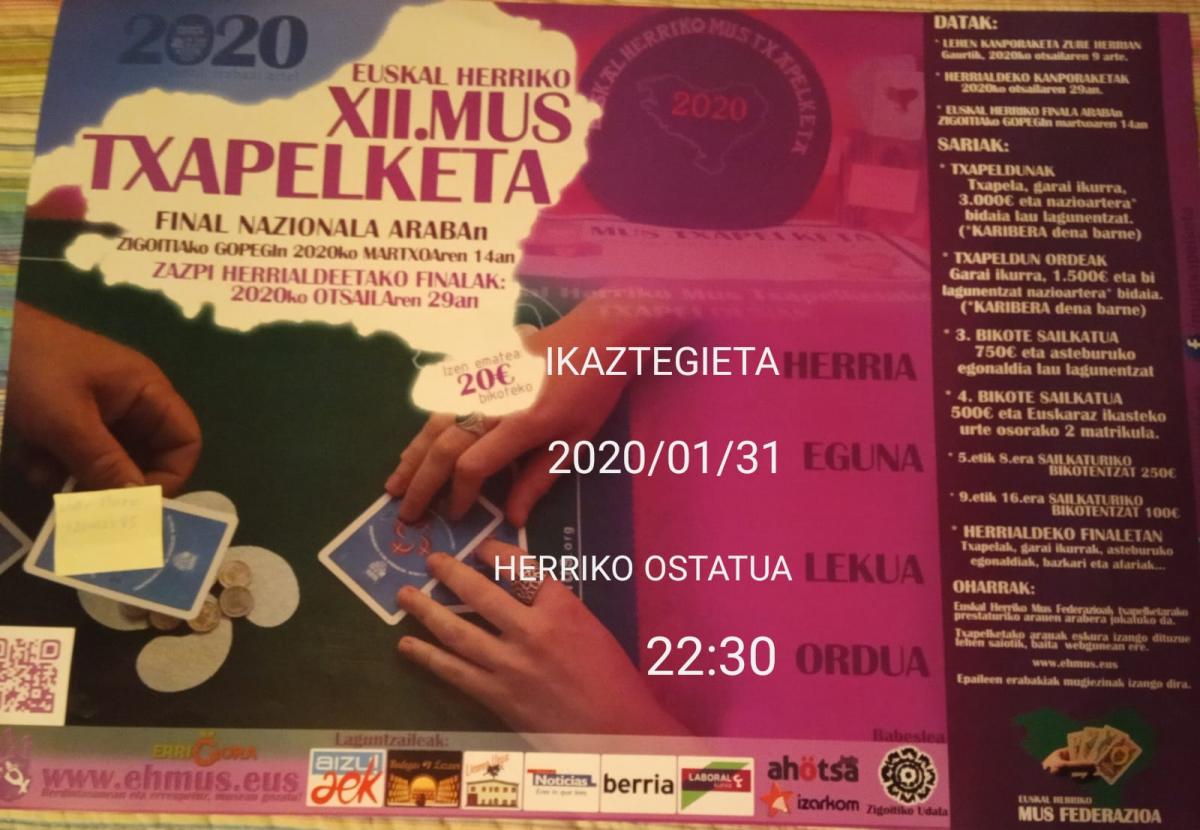 2020
EUSKAL HERRIKO
XII.MUS
TXAPELKETA
FINAL NAZIONALA ARABAn
ZIGOITIAko GOPEGIn 2020ko MARTXOAren 14an
ZAZPI HERRIALDEETAKO FINALAK:
2020ko OTSAILAren 29an
Izen ematea
20€
bikoteko
EUSKAL HERRIKO MUS TXAPELKETA
2020
MUS TXAPELKETA
IKAZTEGIETA HERRIA
2020/01/31 EGUNA
HERRIKO OSTATUA LEKUA
22:30 ORDUA
DATAK:
* LEHEN KANPORAKETA ZURE HERRIAN
Gaurtik, 2020ko otsailaren 9 arte.
* HERRIALDEKO KANPORAKETAK
2020ko otsailaren 29an.
* EUSKAL HERRIKO FINALA ARABAn
ZIGOITIAko GOPEGIn martxoaren 14an
SARIAK:
* TXAPELDUNAK
Txapela, garai ikurra,
3.000€ eta nazioartera*
bidaia lau lagunentzat.
(*KARIBERA dena barne)
* TXAPELDUN ORDEAK
Garai ikurra, 1.500€ eta bi
lagunentzat nazioartera* bidaia.
(*KARIBERA dena barne)
* 3. BIKOTE SAILKATUA
750€ eta asteburuko
egonaldia lau lagunentzat
* 4. BIKOTE SAILKATUA
500€ eta Euskaraz ikasteko
urte osorako 2 matrikula.
* 5.etik 8.era SAILKATURIKO
BIKOTENTZAT 250€
* 9.etik 16.era SAILKATURIKO
BIKOTENTZAT 100€
* HERRIALDEKO FINALETAN
Txapelak, garai ikurrak, asteburuko
egonaldiak, bazkari eta afariak...
OHARRAK:
Euskal Herriko Mus Federazioak txapelketarako
prestaturiko arauen arabera jokatuko da.
Txapelketako arauak eskura izango dituzue
lehen saiotik, baita webgunean ere.
www.ehmus.eus
Epaileen erabakiak mugiezinak izango dira.
EUSKAL HERRIKO
MUS FEDERAZIOA
ERRIGORA
www.ehmus.eus
Laguntzaileak:
AIZU!
aek
Noticias
berria
LABORAL
ahötsa
izarkom
Babeslea
Zigoitiko Udala